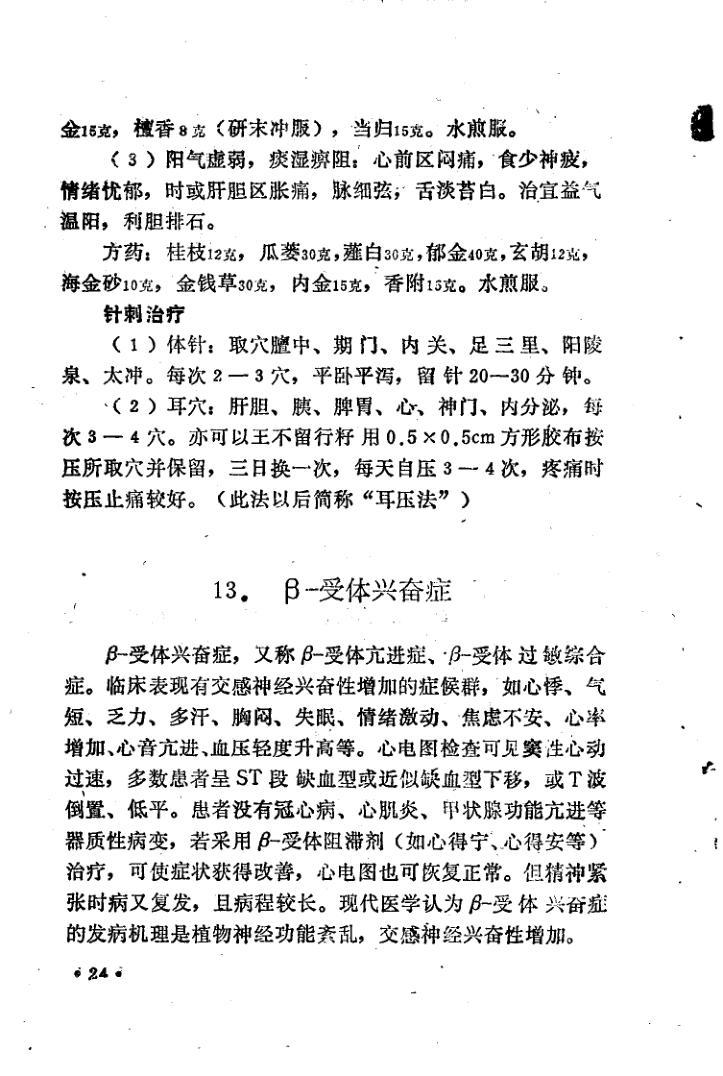 金15克，檀香8克（研末冲服），当归15克。水煎服。
（3）阳气虚弱，痰湿痹阻：心前区闷痛，食少神疲，
情绪忧郁，时或肝胆区胀痛，脉细弦，舌淡苔白。治宜益气
温阳，利胆排石。
方药：桂枝12克，瓜蒌30克，薤白30克，郁金40克，玄胡12克，
海金砂10克，金钱草30克，内金15克，香附15克。水煎服。
针刺治疗
（1）体针：取穴膻中、期门、内关、足三里、阳陵
泉、太冲。每次2—3穴，平卧平泻，留针20—30分钟。
（2）耳穴：肝胆、胰、脾胃、心、神门、内分泌，每
次3—4穴。亦可以王不留行籽用0.5×0.5cm方形胶布按
压所取穴并保留，三日换一次，每天自压3—4次，疼痛时
按压止痛较好。（此法以后简称“耳压法”）
13．β-受体兴奋症
β-受体兴奋症，又称β-受体亢进症、β-受体过敏综合
症。临床表现有交感神经兴奋性增加的症候群，如心悸、气
短、乏力、多汗、胸闷、失眠、情绪激动、焦虑不安、心率
增加、心音亢进、血压轻度升高等。心电图检查可见窦性心动
过速，多数患者呈ST段缺血型或近似缺血型下移，或T波
倒置、低平。患者没有冠心病、心肌炎、甲状腺功能亢进等
器质性病变，若采用β-受体阻滞剂（如心得宁、心得安等）
治疗，可使症状获得改善，心电图也可恢复正常。但精神紧
张时病又复发，且病程较长。现代医学认为β-受体兴奋症
的发病机理是植物神经功能紊乱，交感神经兴奋性增加。
·24·